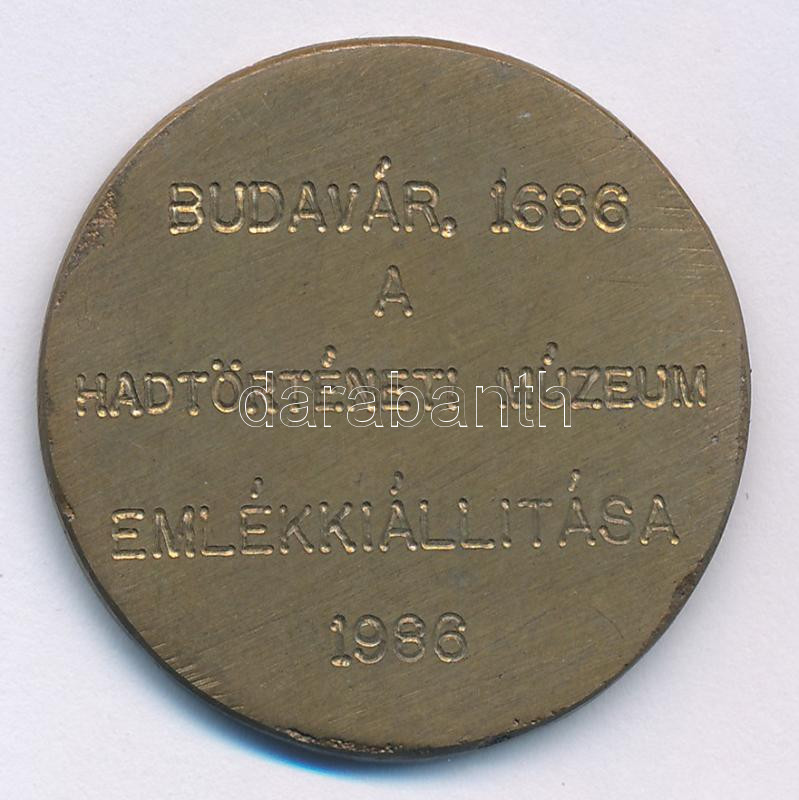 BUDAVÁR, 1686
A
HADTÖRTÉNETI MÚZEUM
darabanth
EMLÉKKIÁLLITÁSA
1986